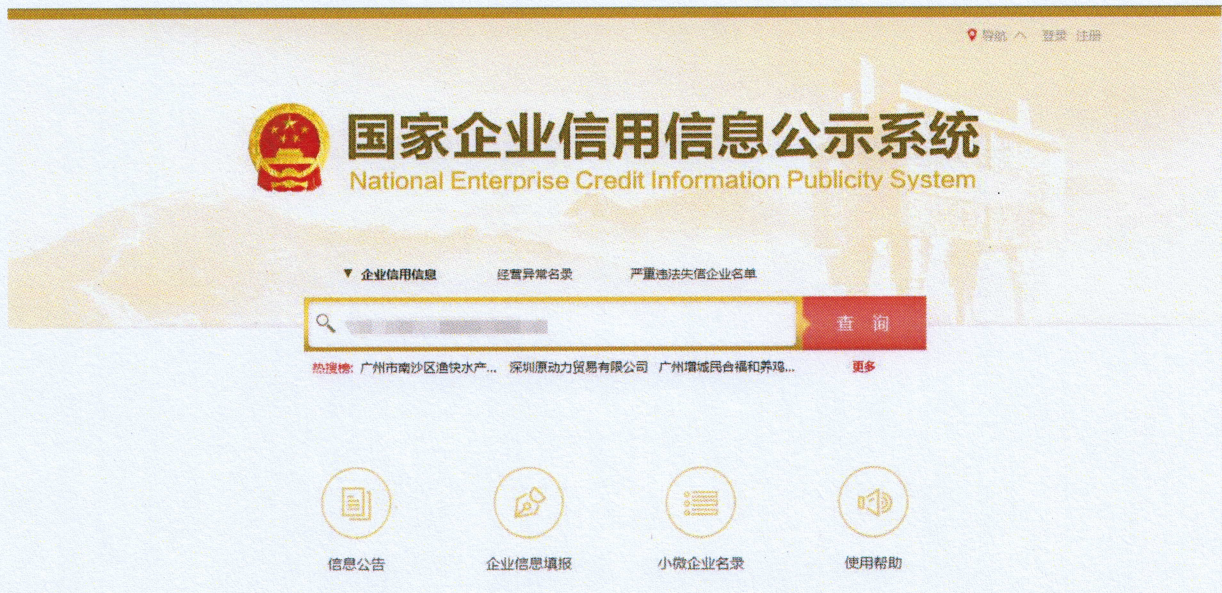 导航 登录 注册
国家企业信用信息公示系统
National Enterprise Credit Information Publicity System
企业信用信息 经营异常名录 严重违法失信企业名单
查 询
热搜榜: 广州市南沙区渔快水产... 深圳原动力贸易有限公司 广州增城民合福和养鸡... 更多
信息公告 企业信息填报 小微企业名录 使用帮助